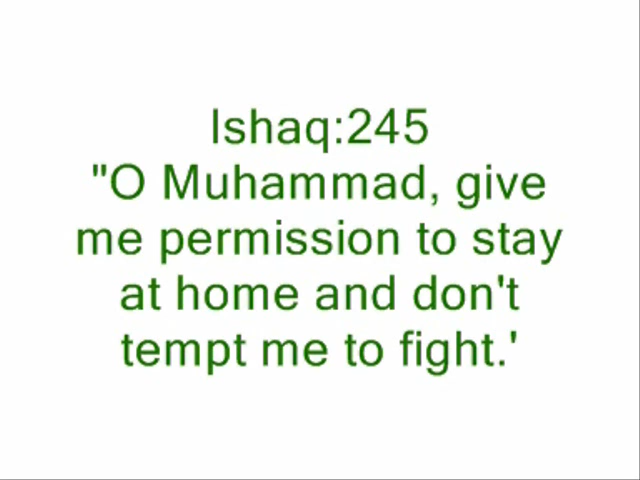 Ishaq:245
"O Muhammad, give
me permission to stay
at home and don't
tempt me to fight.'